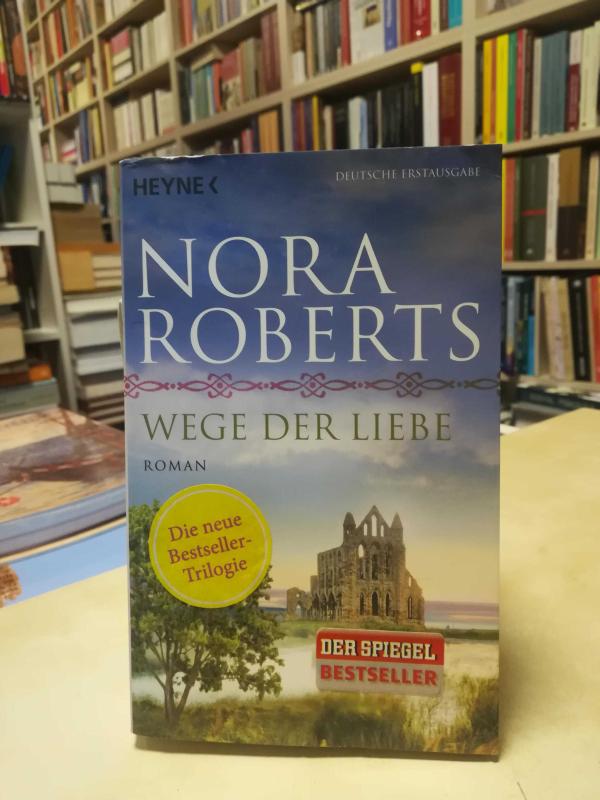 HEYNE
DEUTSCHE ERSTAUSGABE
NORA
ROBERTS
WEGE DER LIEBE
ROMAN
Die neue
Bestseller-
Trilogie
DER SPIEGEL
BESTSELLER